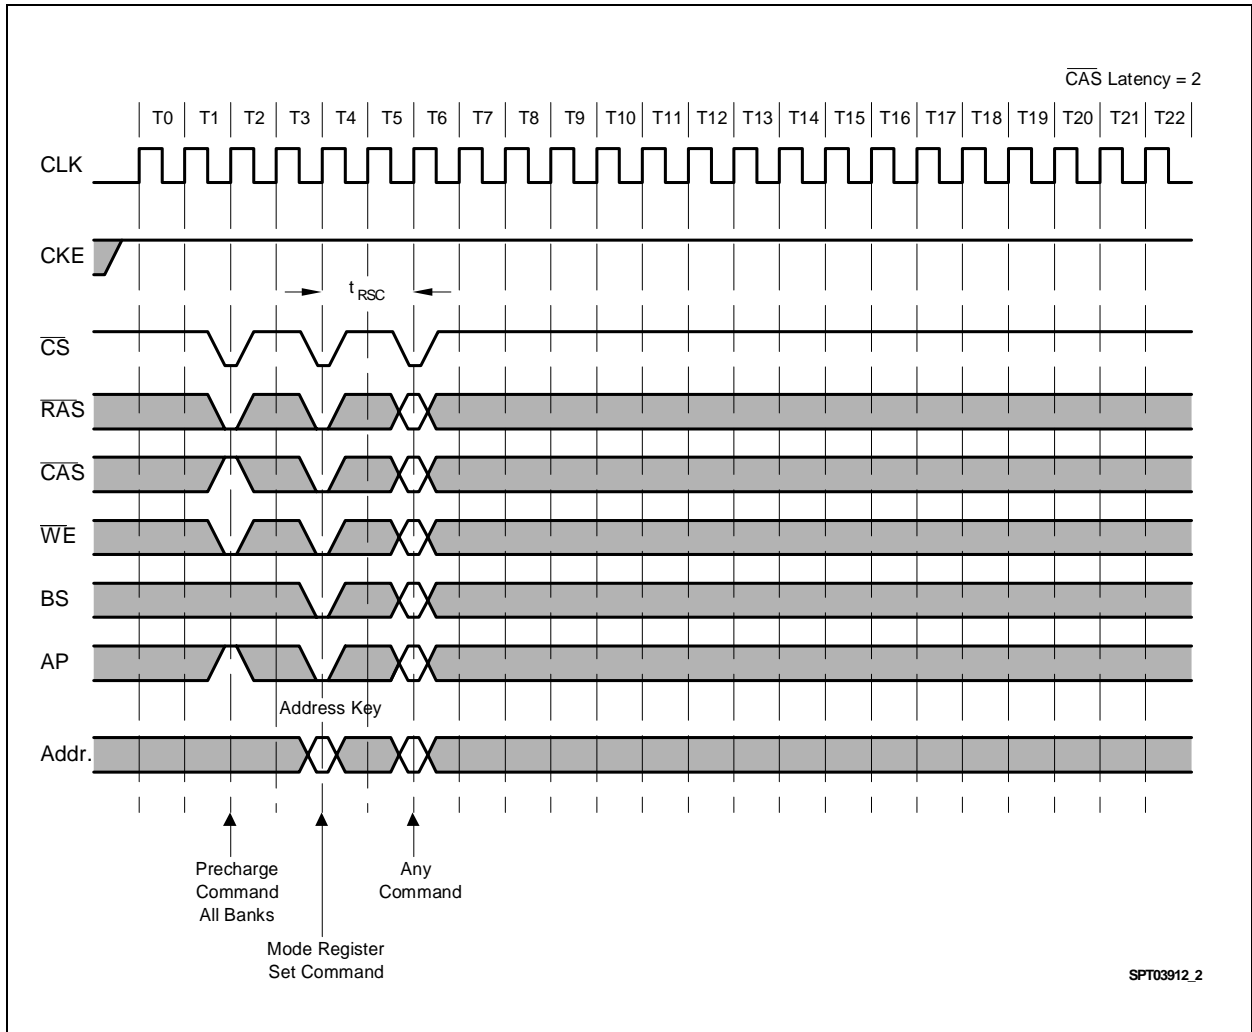 CAS Latency = 2
T0 T1 T2 T3 T4 T5 T6 T7 T8 T9 T10 T11 T12 T13 T14 T15 T16 T17 T18 T19 T20 T21 T22
CLK
CKE
t RSC
CS
RAS
CAS
WE
BS
AP
Address Key
Addr.
Precharge
Command
All Banks
Any
Command
Mode Register
Set Command
SPT03912_2